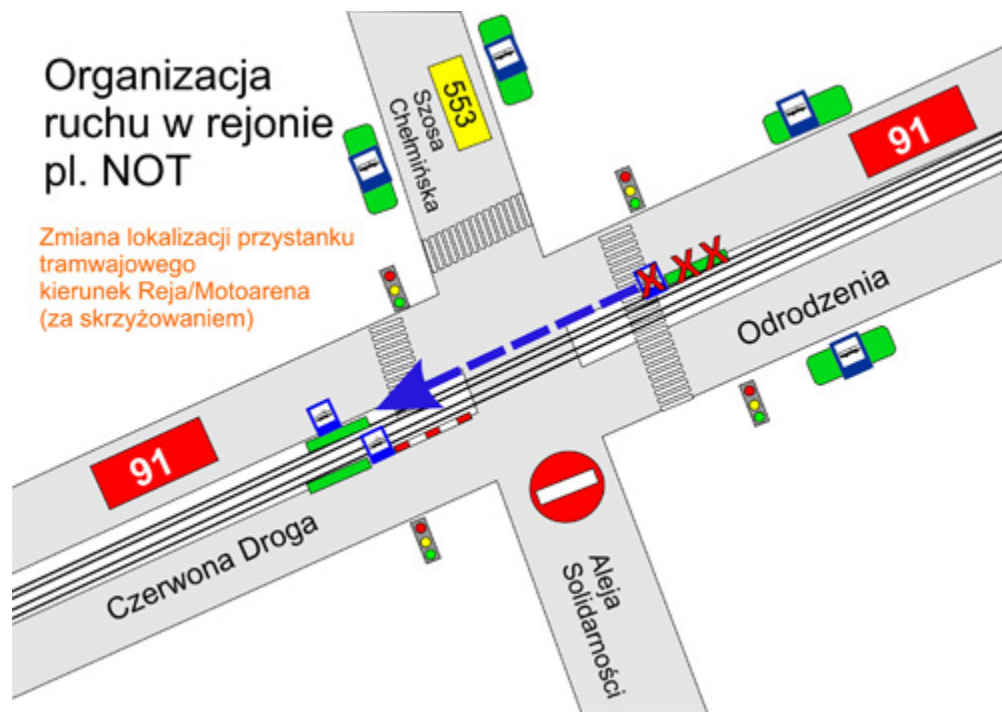 Organizacja
ruchu w rejonie
pl. NOT
Zmiana lokalizacji przystanku
tramwajowego
kierunek Reja/Motoarena
(za skrzyżowaniem)
553
Szosa
Chełmińska
91
X X X
Odrodzenia
91
Czerwona Droga
Aleja
Solidarności